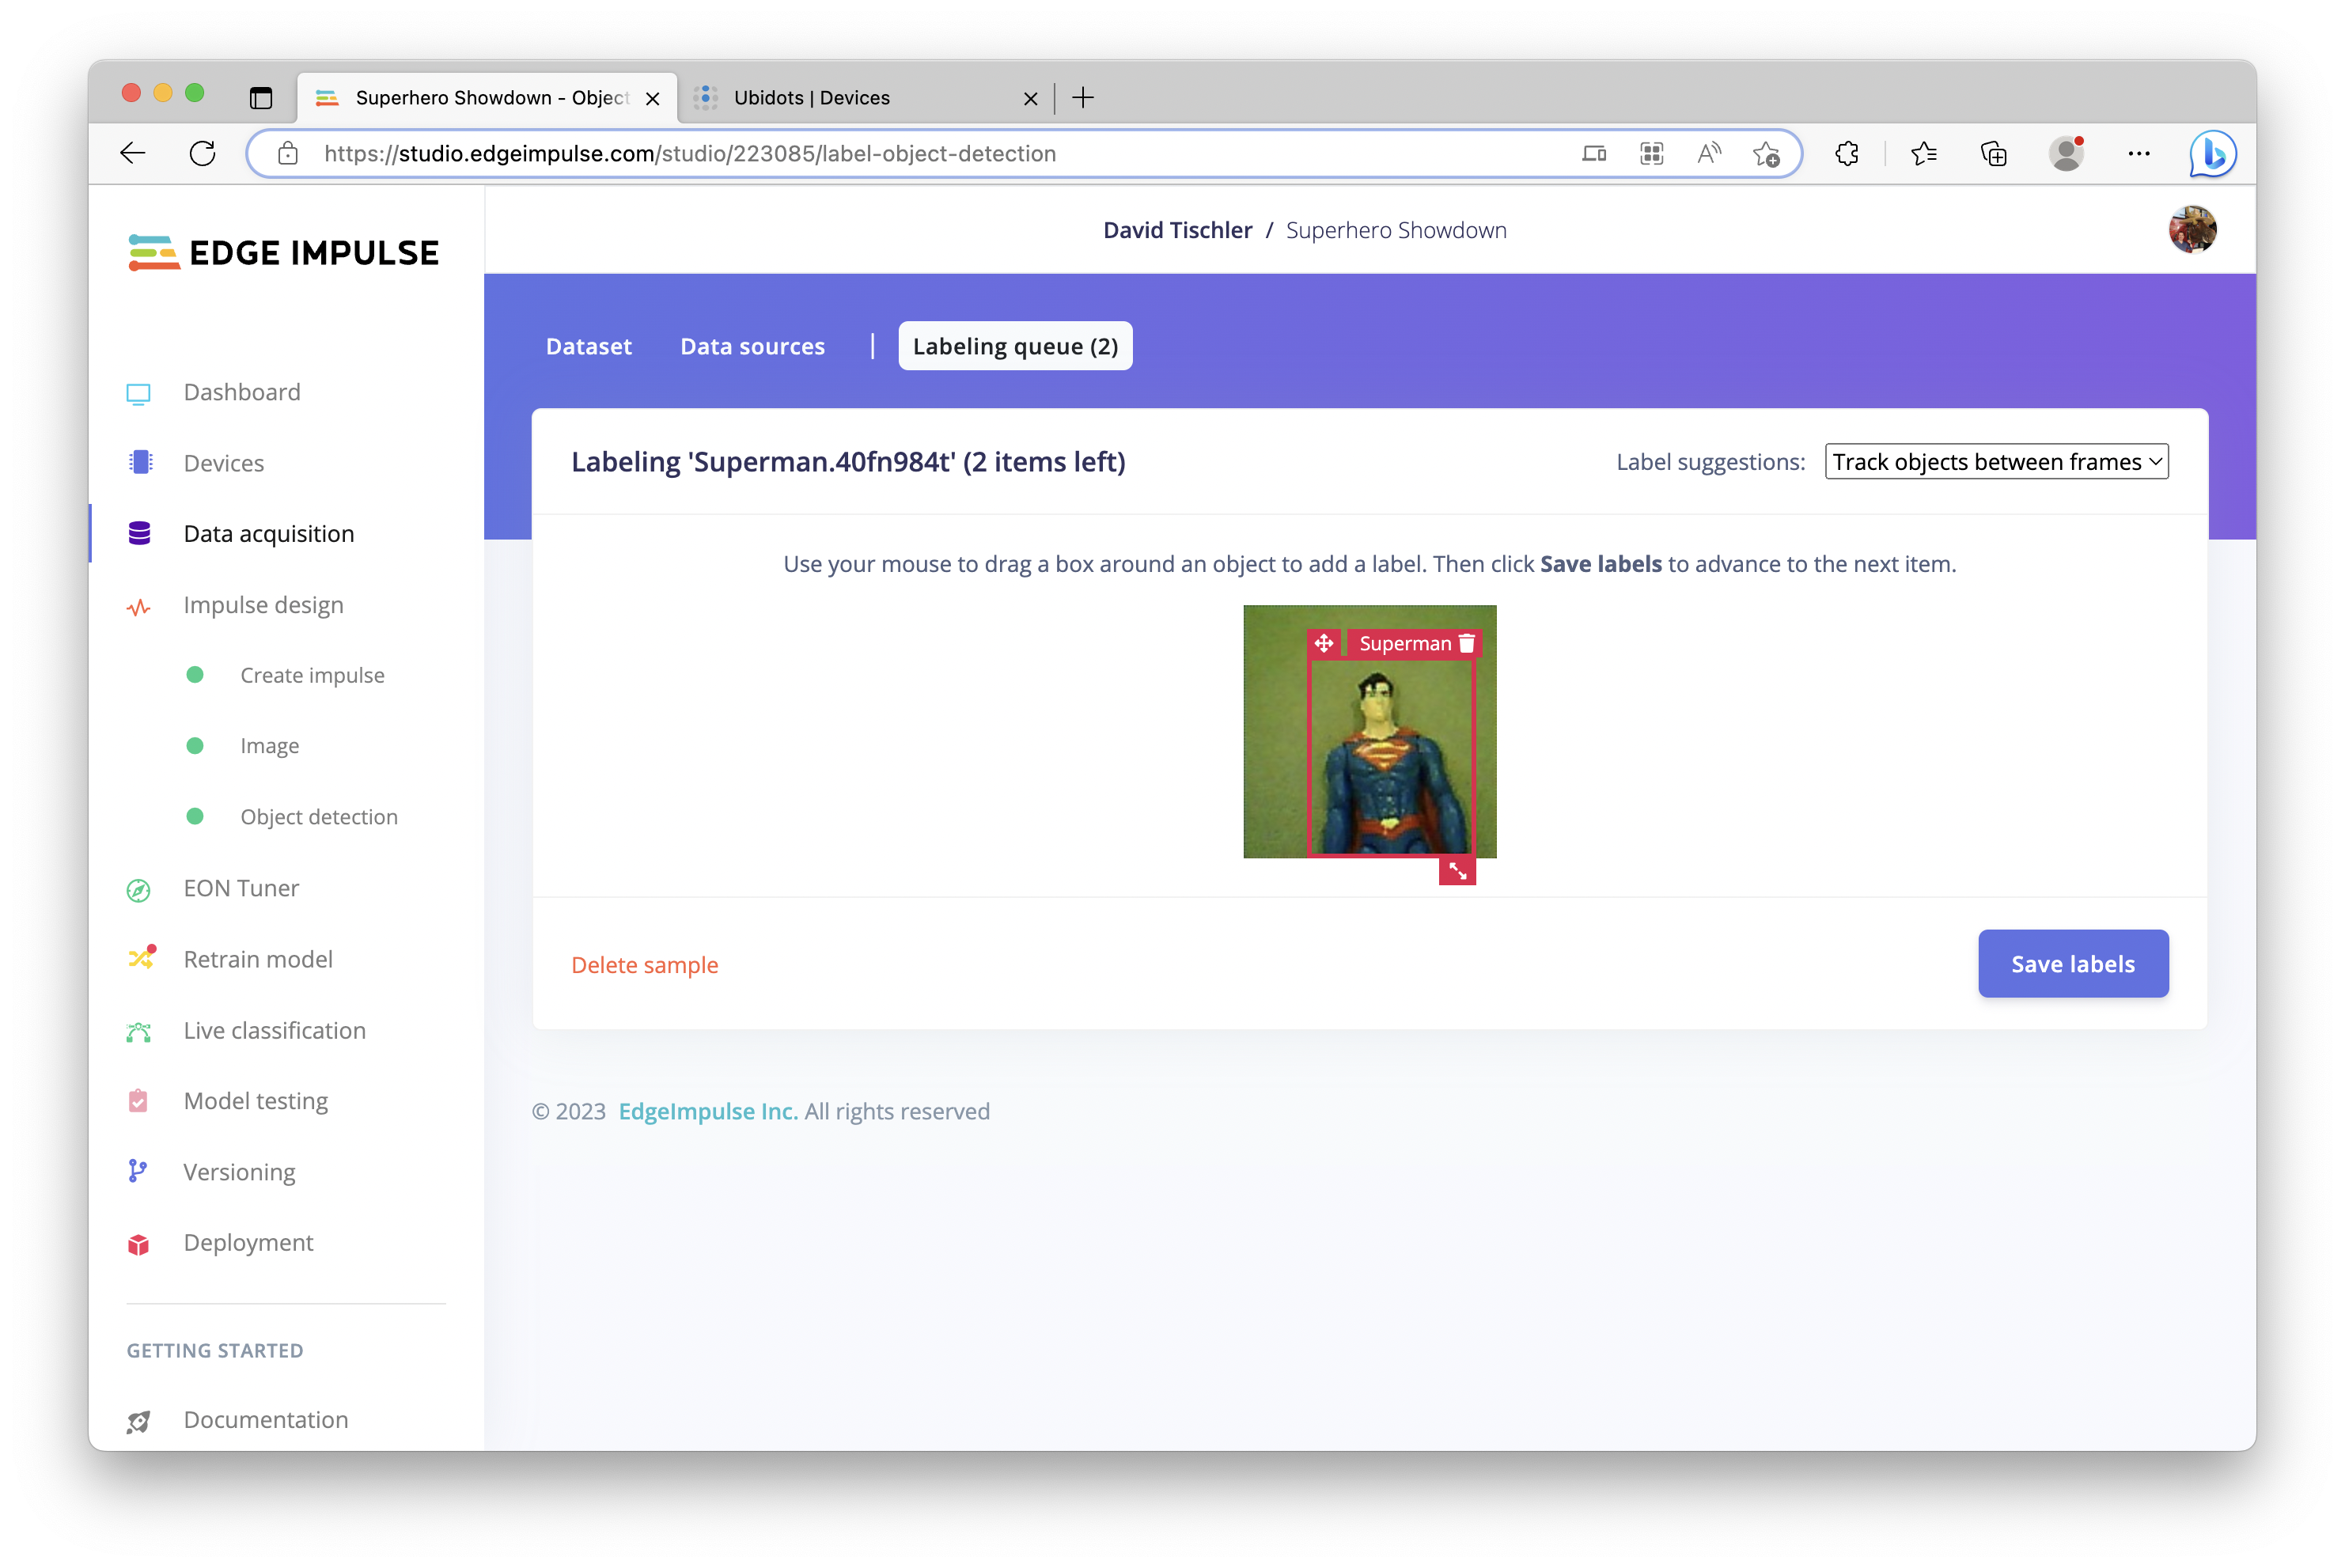 Superhero Showdown - Object
Ubidots | Devices
https://studio.edgeimpulse.com/studio/223085/label-object-detection
EDGE IMPULSE
David Tischler / Superhero Showdown
Dataset Data sources | Labeling queue (2)
Dashboard
Devices
Data acquisition
Impulse design
Create impulse
Image
Object detection
EON Tuner
Retrain model
Live classification
Model testing
Versioning
Deployment
GETTING STARTED
Documentation
Labeling 'Superman.40fn984t' (2 items left)
Label suggestions: Track objects between frames
Use your mouse to drag a box around an object to add a label. Then click Save labels to advance to the next item.
Superman
Delete sample
Save labels
© 2023 EdgeImpulse Inc. All rights reserved